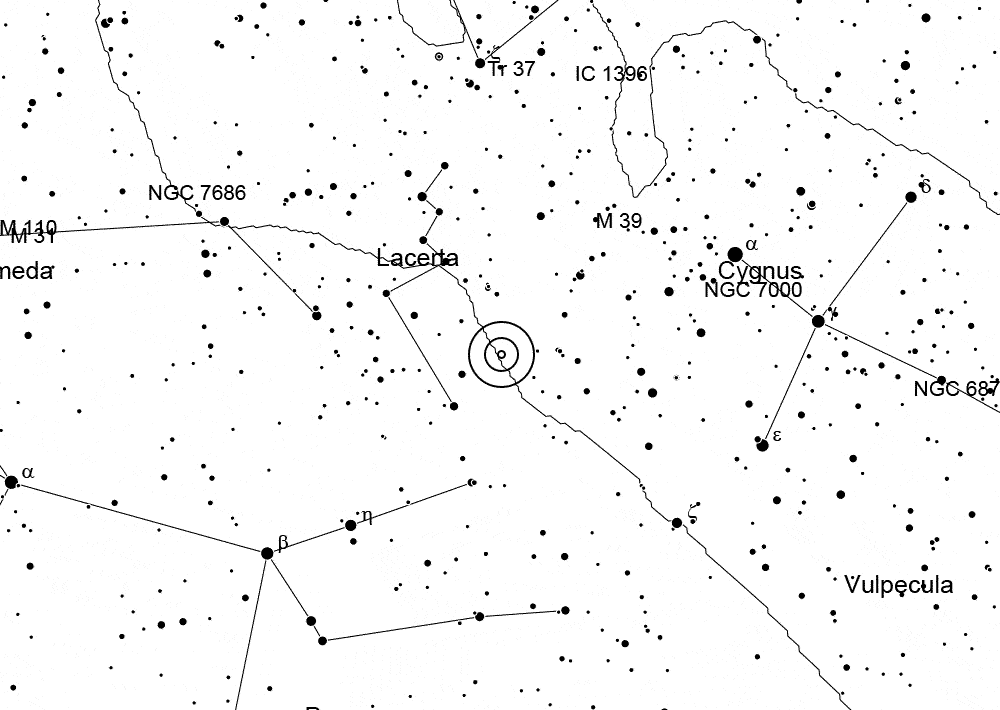 ζ
Tr 37
IC 1396
δ
NGC 7686
M 39
M 110
M 31
α
Lacerta
meda
Cygnus
NGC 7000
γ
NGC 687
ε
α
η
ζ
β
Vulpecula